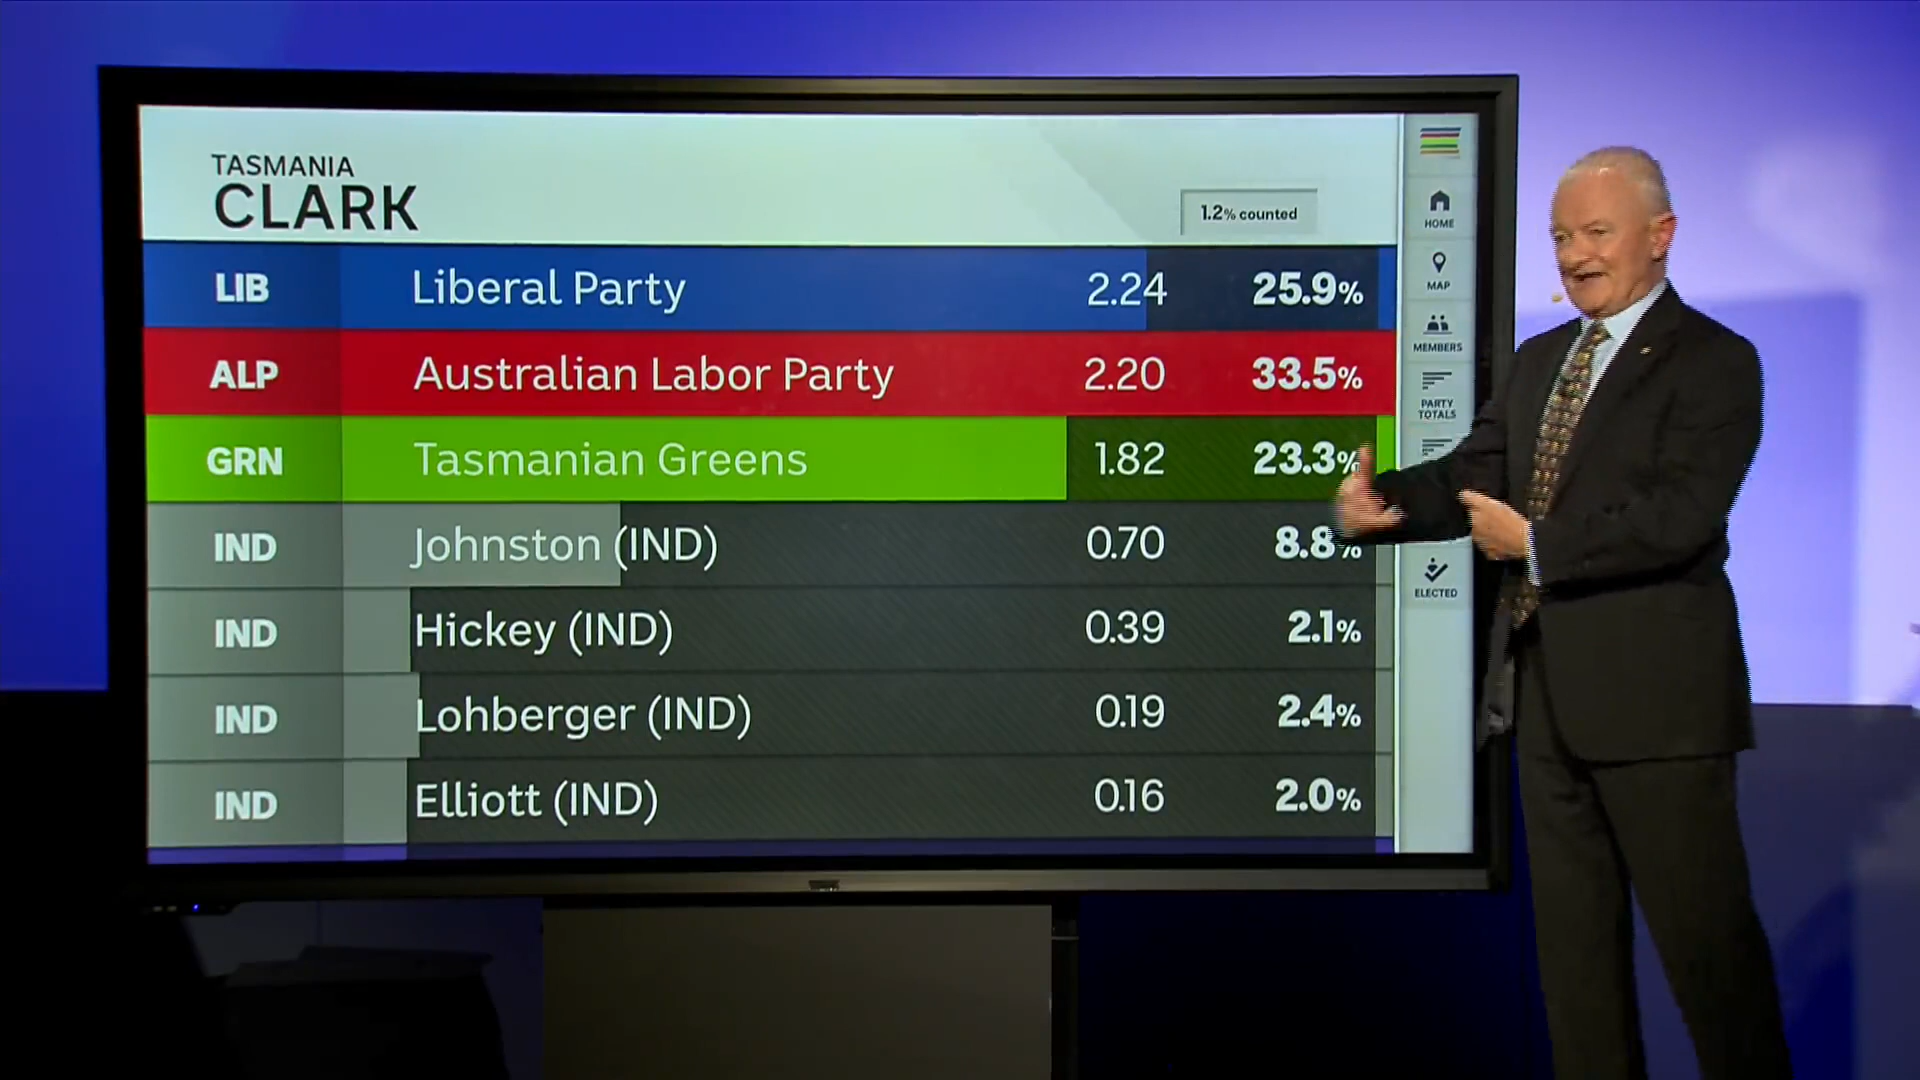 TASMANIA
CLARK
1.2% counted
LIB Liberal Party 2.24 25.9%
ALP Australian Labor Party 2.20 33.5%
GRN Tasmanian Greens 1.82 23.3%
IND Johnston (IND) 0.70 8.8%
IND Hickey (IND) 0.39 2.1%
IND Lohberger (IND) 0.19 2.4%
IND Elliott (IND) 0.16 2.0%
HOME
MAP
MEMBERS
PARTY
TOTALS
ELECTED